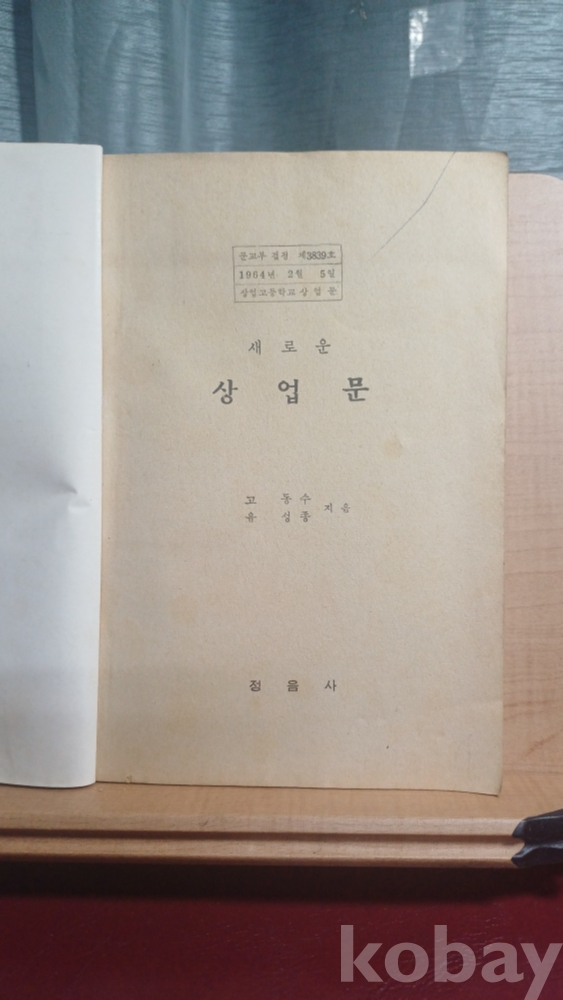 문교부 검정 제3839호
1964년 2월 5일
상업고등학교 상업문
새로운
상업문
고동수
유성종 지음
정음사
kobay